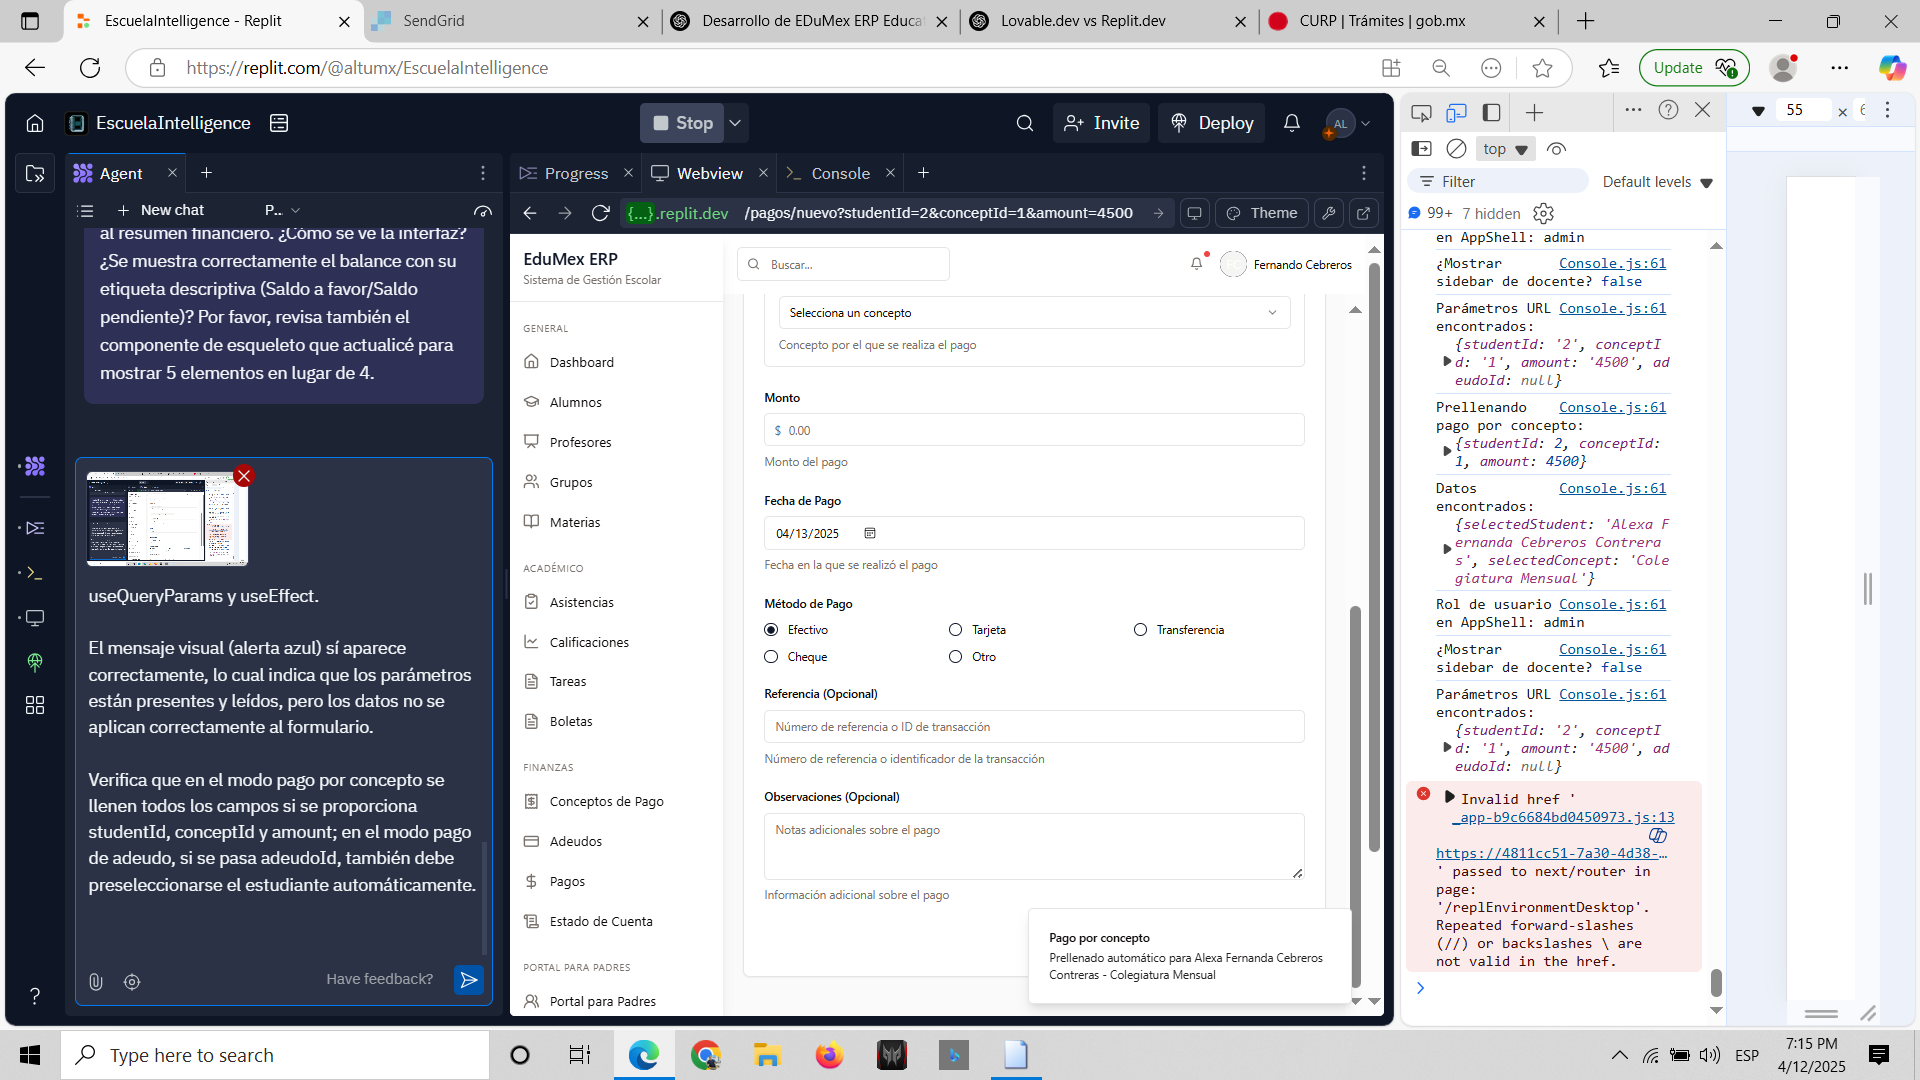 EscuelaIntelligence - Replit
SendGrid
Desarrollo de EDuMex ERP Educa
Lovable.dev vs Replit.dev
CURP | Trámites | gob.mx
https://replit.com/@altumx/EscuelaIntelligence
Update
EscuelaIntelligence
Stop
Invite
Deploy
AL
Agent
Progress
Webview
Console
New chat
P...
{...}.replit.dev /pagos/nuevo?studentId=2&conceptId=1&amount=4500
Theme
al resumen financiero. ¿Cómo se ve la interfaz?
¿Se muestra correctamente el balance con su
etiqueta descriptiva (Saldo a favor/Saldo
pendiente)? Por favor, revisa también el
componente de esqueleto que actualicé para
mostrar 5 elementos en lugar de 4.
useQueryParams y useEffect.
El mensaje visual (alerta azul) sí aparece
correctamente, lo cual indica que los parámetros
están presentes y leídos, pero los datos no se
aplican correctamente al formulario.
Verifica que en el modo pago por concepto se
llenen todos los campos si se proporciona
studentId, conceptId y amount; en el modo pago
de adeudo, si se pasa adeudoId, también debe
preseleccionarse el estudiante automáticamente.
Have feedback?
?
EduMex ERP
Sistema de Gestión Escolar
GENERAL
Dashboard
Alumnos
Profesores
Grupos
Materias
ACADÉMICO
Asistencias
Calificaciones
Tareas
Boletas
FINANZAS
Conceptos de Pago
Adeudos
Pagos
Estado de Cuenta
PORTAL PARA PADRES
Portal para Padres
Buscar...
Fernando Cebreros
Selecciona un concepto
Concepto por el que se realiza el pago
Monto
$ 0.00
Monto del pago
Fecha de Pago
04/13/2025
Fecha en la que se realizó el pago
Método de Pago
Efectivo
Tarjeta
Transferencia
Cheque
Otro
Referencia (Opcional)
Número de referencia o ID de transacción
Número de referencia o identificador de la transacción
Observaciones (Opcional)
Notas adicionales sobre el pago
Información adicional sobre el pago
Pago por concepto
Prellenado automático para Alexa Fernanda Cebreros
Contreras - Colegiatura Mensual
55
×
top
Filter
Default levels
99+ 7 hidden
en AppShell: admin
¿Mostrar Console.js:61
sidebar de docente? false
Parámetros URL Console.js:61
encontrados:
{studentId: '2', conceptI
d: '1', amount: '4500', ad
eudoId: null}
Prellenando Console.js:61
pago por concepto:
{studentId: 2, conceptId:
1, amount: 4500}
Datos Console.js:61
encontrados:
{selectedStudent: 'Alexa F
ernanda Cebreros Contrera
s', selectedConcept: 'Cole
giatura Mensual'}
Rol de usuario Console.js:61
en AppShell: admin
¿Mostrar Console.js:61
sidebar de docente? false
Parámetros URL Console.js:61
encontrados:
{studentId: '2', conceptI
d: '1', amount: '4500', ad
eudoId: null}
Invalid href '
_app-b9c6684bd0450973.js:13
https://4811cc51-7a30-4d38-…
' passed to next/router in
page:
'/replEnvironmentDesktop'.
Repeated forward-slashes
(//) or backslashes \ are
not valid in the href.
Type here to search
ESP
7:15 PM
4/12/2025